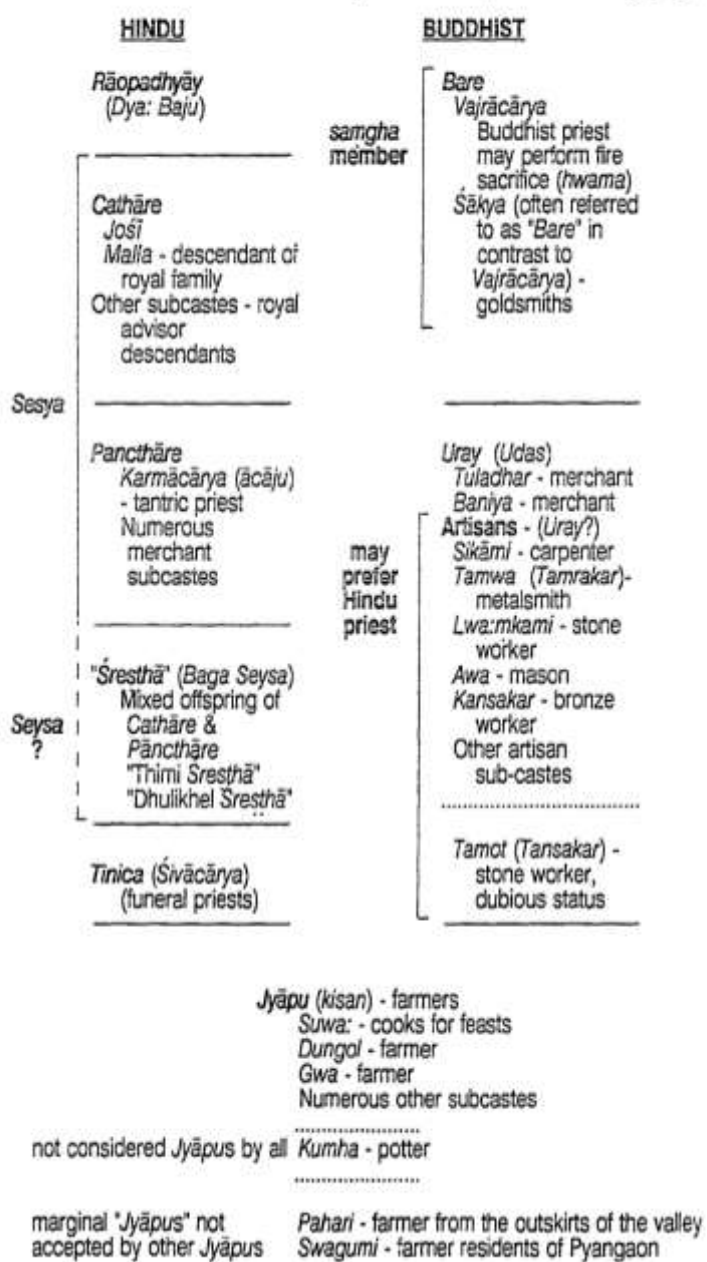 HINDU
Rāopadhyāy
(Dya: Baju)
Cathāre
Jośī
Malla - descendant of
royal family
Other subcastes - royal
advisor
descendants
Sesya
Pancthāre
Karmācārya (ācāju)
- tantric priest
Numerous
merchant
subcastes
"Śresthā" (Baga Seysa)
Mixed offspring of
Cathāre &
Pāncthāre
"Thimi Śreṣṭhā"
"Dhulikhel Śreṣṭhā"
Seysa
?
Tinica (Śivācārya)
(funeral priests)
BUDDHIST
samgha
member
Bare
Vajrācārya
Buddhist priest
may perform fire
sacrifice (hwama)
Śākya (often referred
to as "Bare" in
contrast to
Vajrācārya) -
goldsmiths
Uray (Udas)
Tuladhar - merchant
Baniya - merchant
may
prefer
Hindu
priest
Artisans - (Uray?)
Sikāmi - carpenter
Tamwa (Tamrakar)-
metalsmith
Lwa:mkami - stone
worker
Awa - mason
Kansakar - bronze
worker
Other artisan
sub-castes
Tamot (Tansakar) -
stone worker,
dubious status
Jyāpu (kisan) - farmers
Suwa: - cooks for feasts
Dungol - farmer
Gwa - farmer
Numerous other subcastes
not considered Jyāpus by all Kumha - potter
marginal "Jyāpus" not Pahari - farmer from the outskirts of the valley
accepted by other Jyāpus Swagumi - farmer residents of Pyangaon